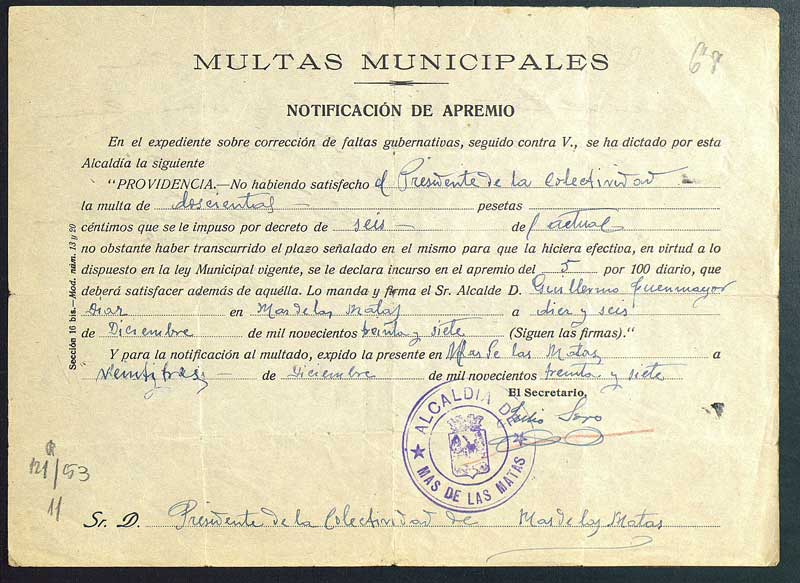 MULTAS MUNICIPALES
67
NOTIFICACIÓN DE APREMIO
En el expediente sobre corrección de faltas gubernativas, seguido contra V., se ha dictado por esta
Alcaldía la siguiente
"PROVIDENCIA.—No habiendo satisfecho el Presidente de la Colectividad
la multa de doscientas pesetas
céntimos que se le impuso por decreto de seis — del actual
no obstante haber transcurrido el plazo señalado en el mismo para que la hiciera efectiva, en virtud a lo
dispuesto en la ley Municipal vigente, se le declara incurso en el apremio del 5 por 100 diario, que
deberá satisfacer además de aquélla. Lo manda y firma el Sr. Alcalde D. Guillermo Fuenmayor
Díaz en Mas de las Matas a diez y seis
de Diciembre de mil novecientos treinta y siete (Siguen las firmas)."
Y para la notificación al multado, expido la presente en Mas de las Matas a
veintitres — de Diciembre de mil novecientos treinta y siete
El Secretario,
Julio
ALCALDIA DE
MAS DE LAS MATAS
Sección 16 bis.—Mod. núm. 13 y 20
R
121/53
11
Sr. D. Presidente de la Colectividad de Mas de las Matas